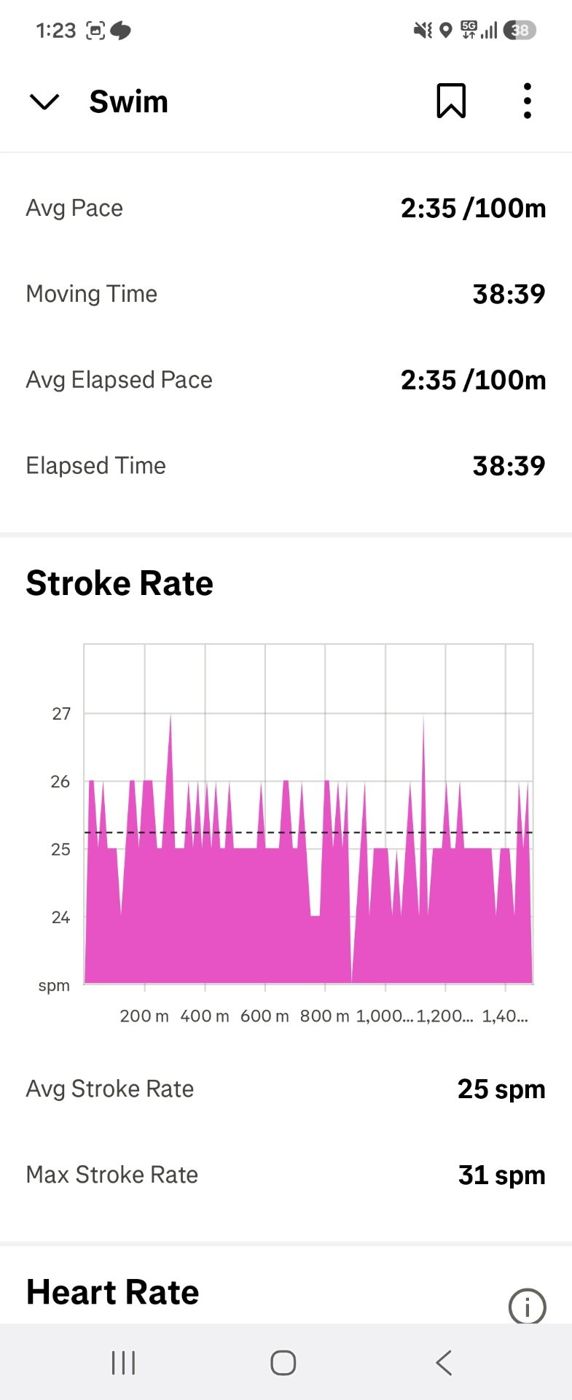 1:23 5G 38
Swim
Avg Pace 2:35 /100m
Moving Time 38:39
Avg Elapsed Pace 2:35 /100m
Elapsed Time 38:39
Stroke Rate
27
26
25
24
spm
200 m 400 m 600 m 800 m 1,000... 1,200... 1,40...
Avg Stroke Rate 25 spm
Max Stroke Rate 31 spm
Heart Rate